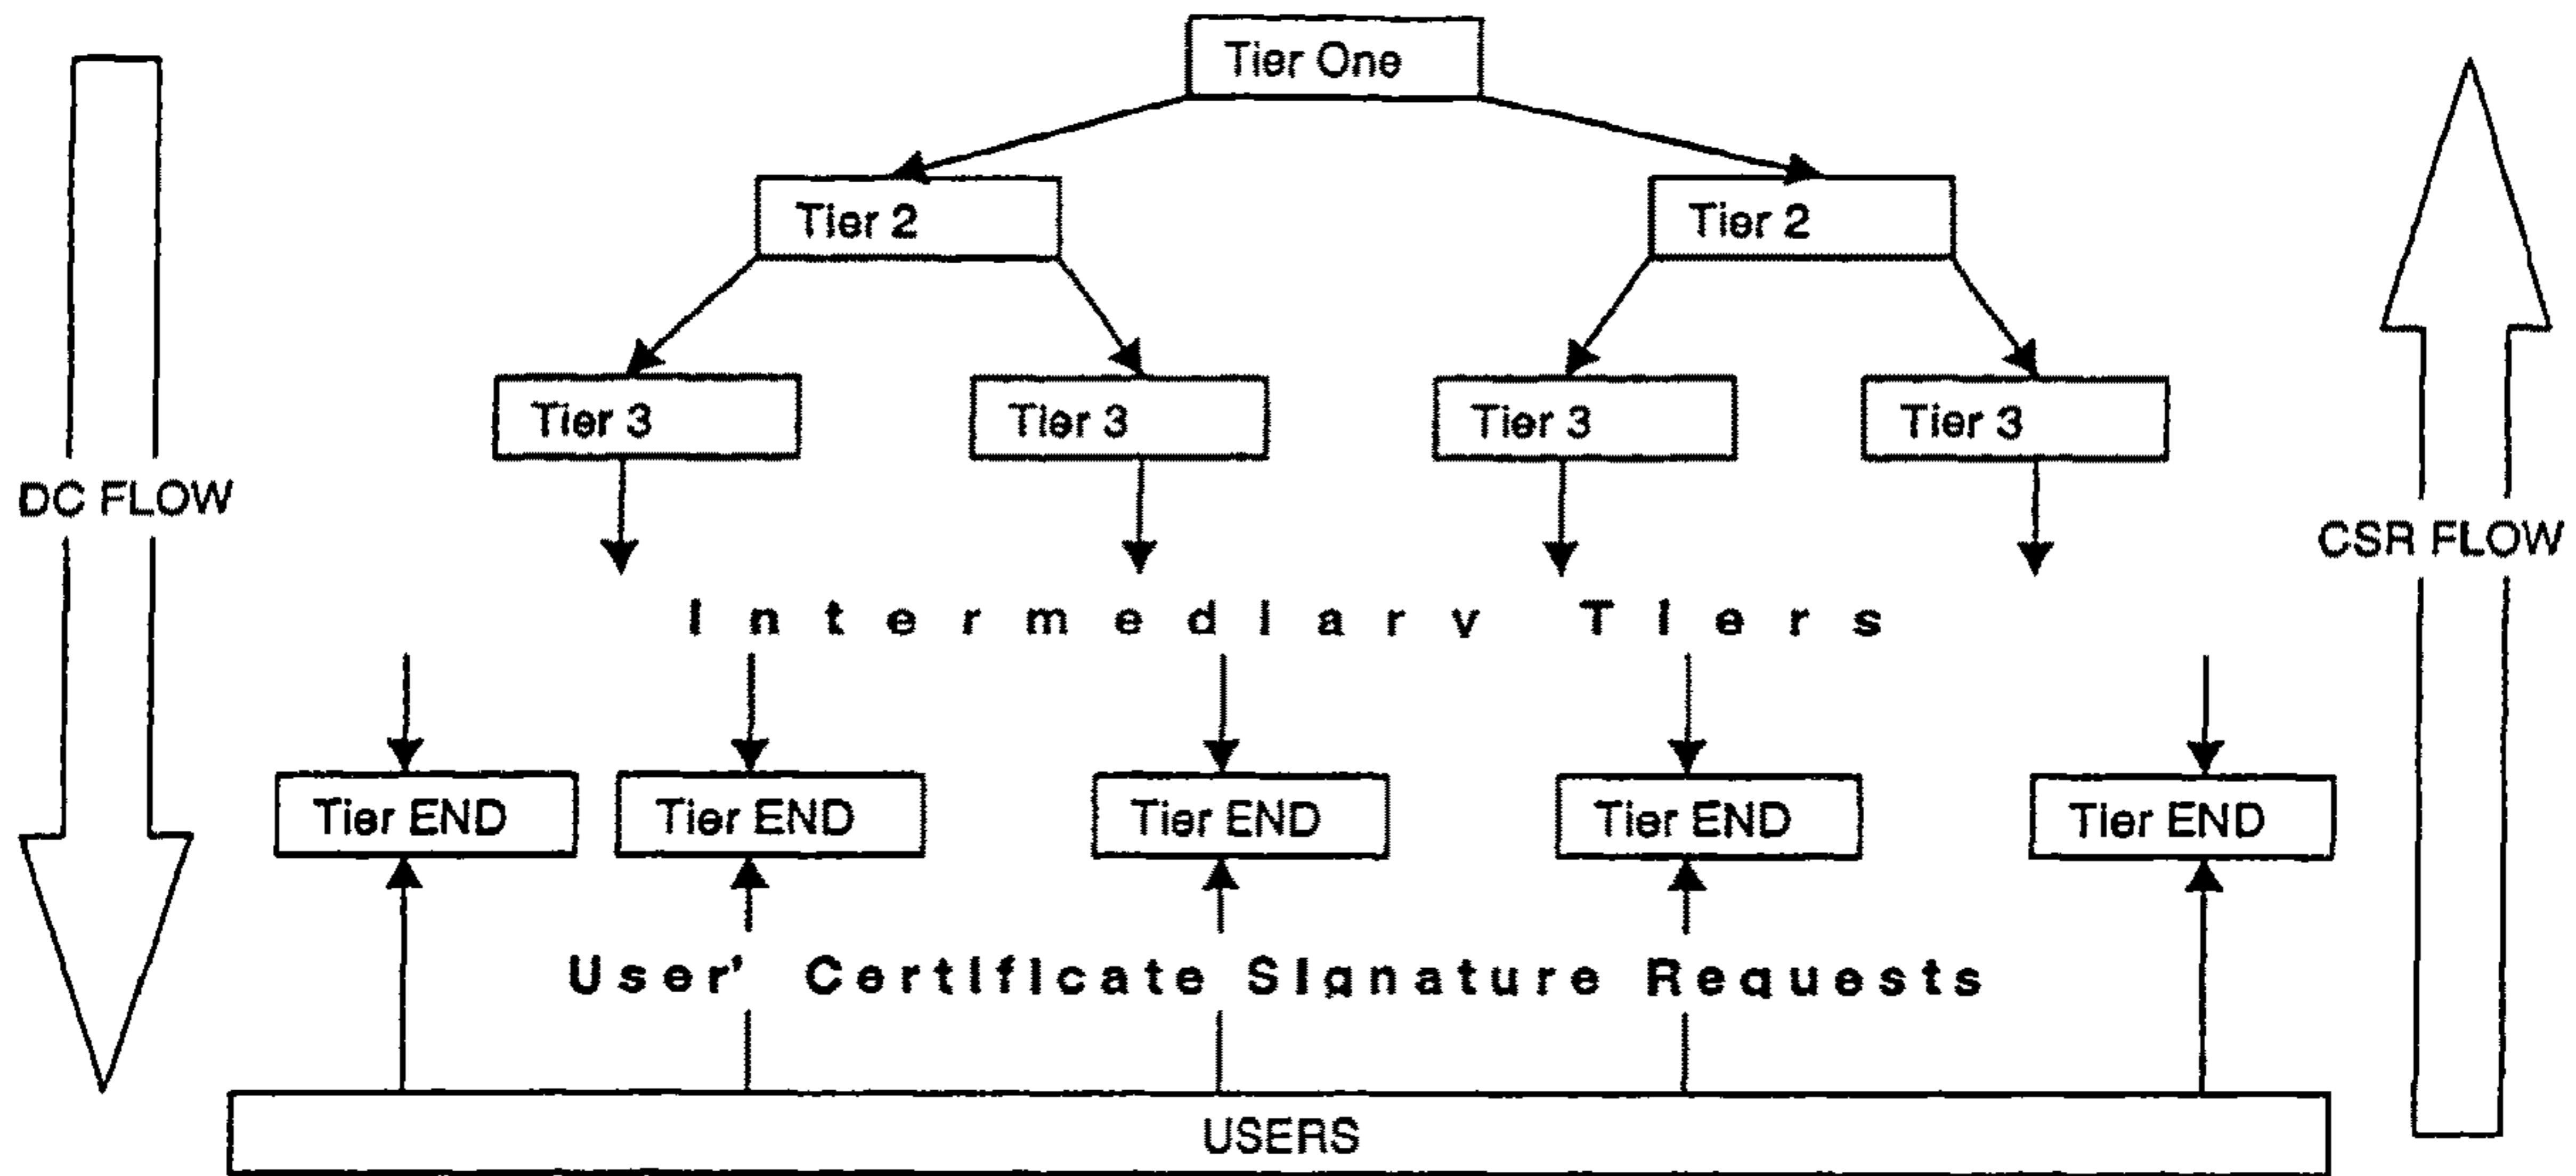 Tier One
Tier 2
Tier 2
Tier 3
Tier 3
Tier 3
Tier 3
DC FLOW
CSR FLOW
Intermediary Tiers
Tier END
Tier END
Tier END
Tier END
Tier END
User' Certificate Signature Requests
USERS